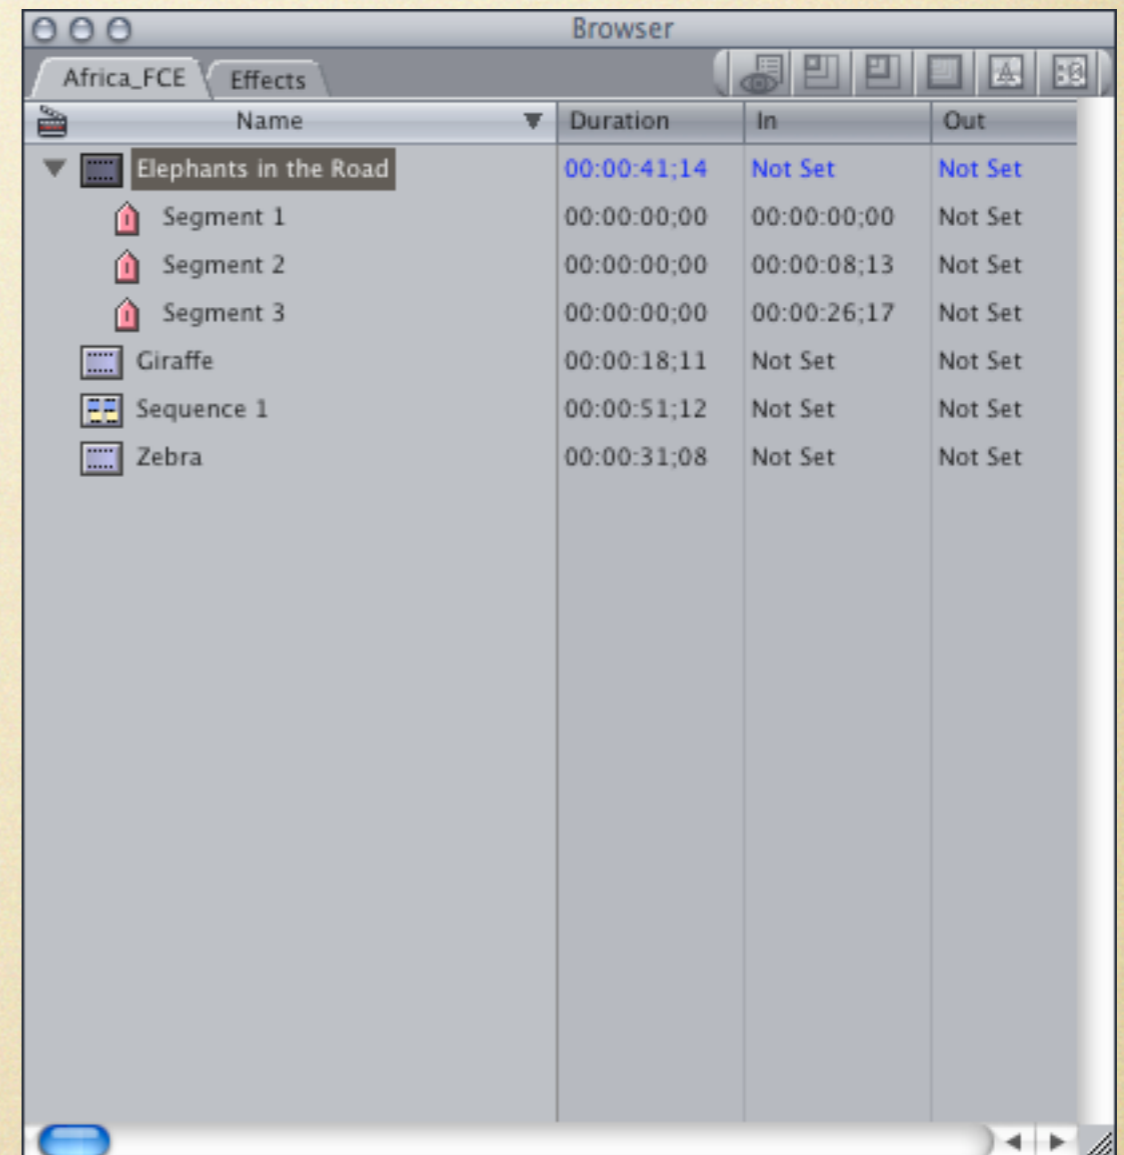 Browser
Africa_FCE Effects
Name Duration In Out
Elephants in the Road 00:00:41;14 Not Set Not Set
Segment 1 00:00:00;00 00:00:00;00 Not Set
Segment 2 00:00:00;00 00:00:08;13 Not Set
Segment 3 00:00:00;00 00:00:26;17 Not Set
Giraffe 00:00:18;11 Not Set Not Set
Sequence 1 00:00:51;12 Not Set Not Set
Zebra 00:00:31;08 Not Set Not Set